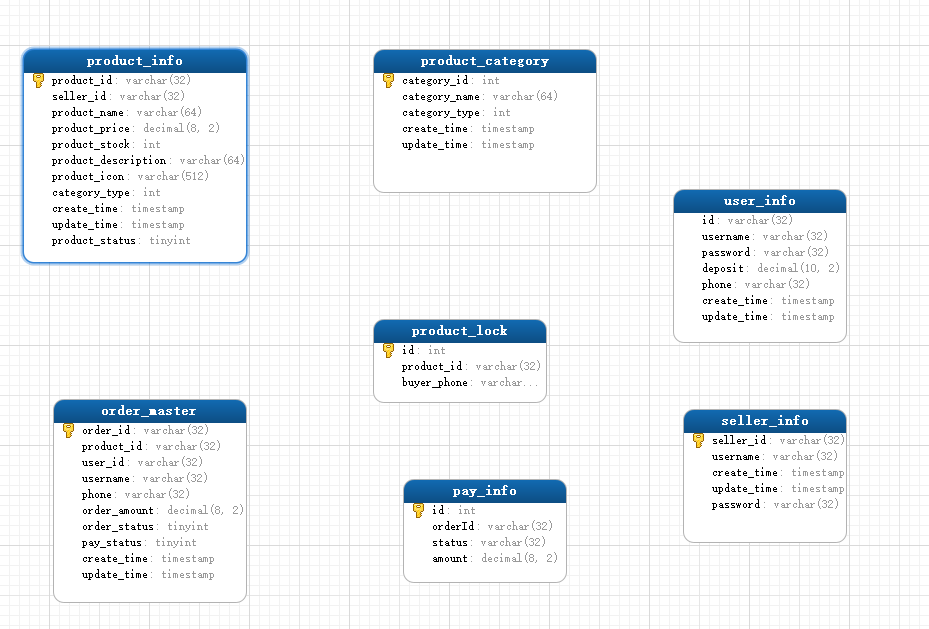 product_info
product_id: varchar(32)
seller_id: varchar(32)
product_name: varchar(64)
product_price: decimal(8, 2)
product_stock: int
product_description: varchar(64)
product_icon: varchar(512)
category_type: int
create_time: timestamp
update_time: timestamp
product_status: tinyint
product_category
category_id: int
category_name: varchar(64)
category_type: int
create_time: timestamp
update_time: timestamp
user_info
id: varchar(32)
username: varchar(32)
password: varchar(32)
deposit: decimal(10, 2)
phone: varchar(32)
create_time: timestamp
update_time: timestamp
product_lock
id: int
product_id: varchar(32)
buyer_phone: varchar...
order_master
order_id: varchar(32)
product_id: varchar(32)
user_id: varchar(32)
username: varchar(32)
phone: varchar(32)
order_amount: decimal(8, 2)
order_status: tinyint
pay_status: tinyint
create_time: timestamp
update_time: timestamp
pay_info
id: int
orderId: varchar(32)
status: varchar(32)
amount: decimal(8, 2)
seller_info
seller_id: varchar(32)
username: varchar(32)
create_time: timestamp
update_time: timestamp
password: varchar(32)